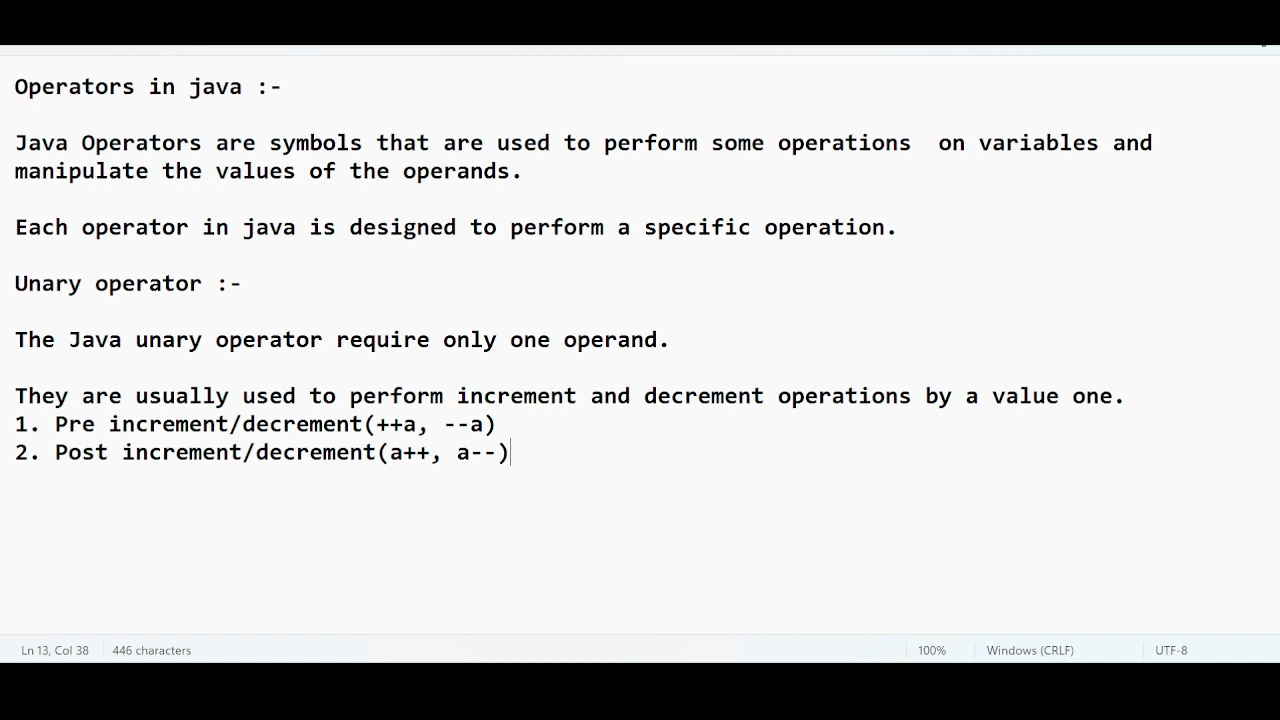 Operators in java :-
Java Operators are symbols that are used to perform some operations  on variables and
manipulate the values of the operands.
Each operator in java is designed to perform a specific operation.
Unary operator :-
The Java unary operator require only one operand.
They are usually used to perform increment and decrement operations by a value one.
1. Pre increment/decrement(++a, --a)
2. Post increment/decrement(a++, a--)
Ln 13, Col 38 446 characters 100% Windows (CRLF) UTF-8